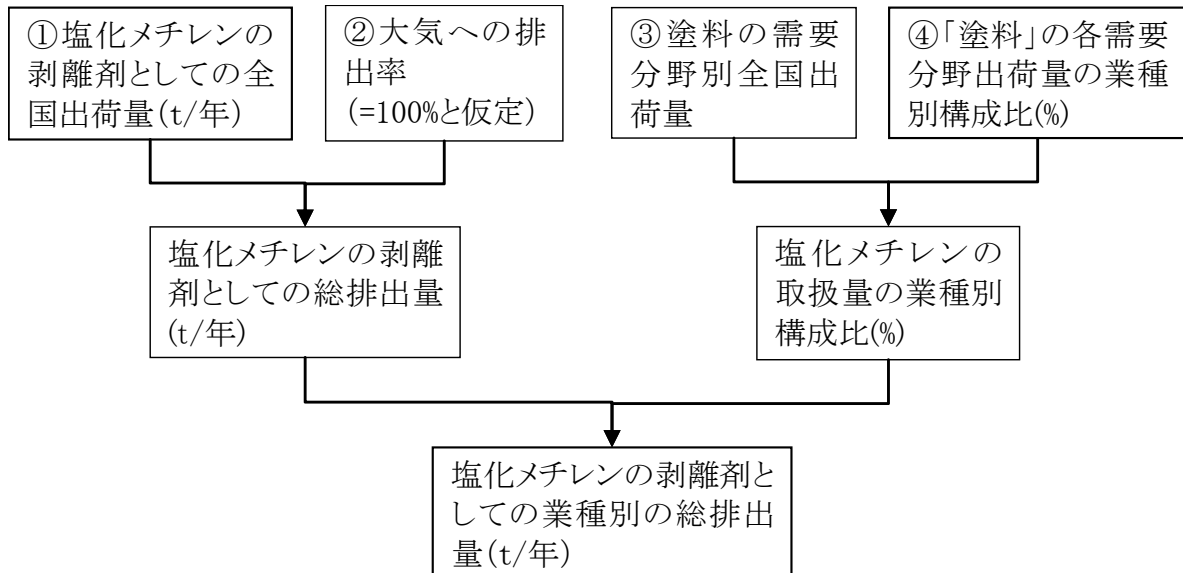 ①塩化メチレンの
剥離剤としての全
国出荷量(t/年)
②大気への排
出率
(=100%と仮定)
③塗料の需要
分野別全国出
荷量
④「塗料」の各需要
分野出荷量の業種
別構成比(%)
塩化メチレンの剥離
剤としての総排出量
(t/年)
塩化メチレンの
取扱量の業種別
構成比(%)
塩化メチレンの剥離剤と
しての業種別の総排出
量(t/年)